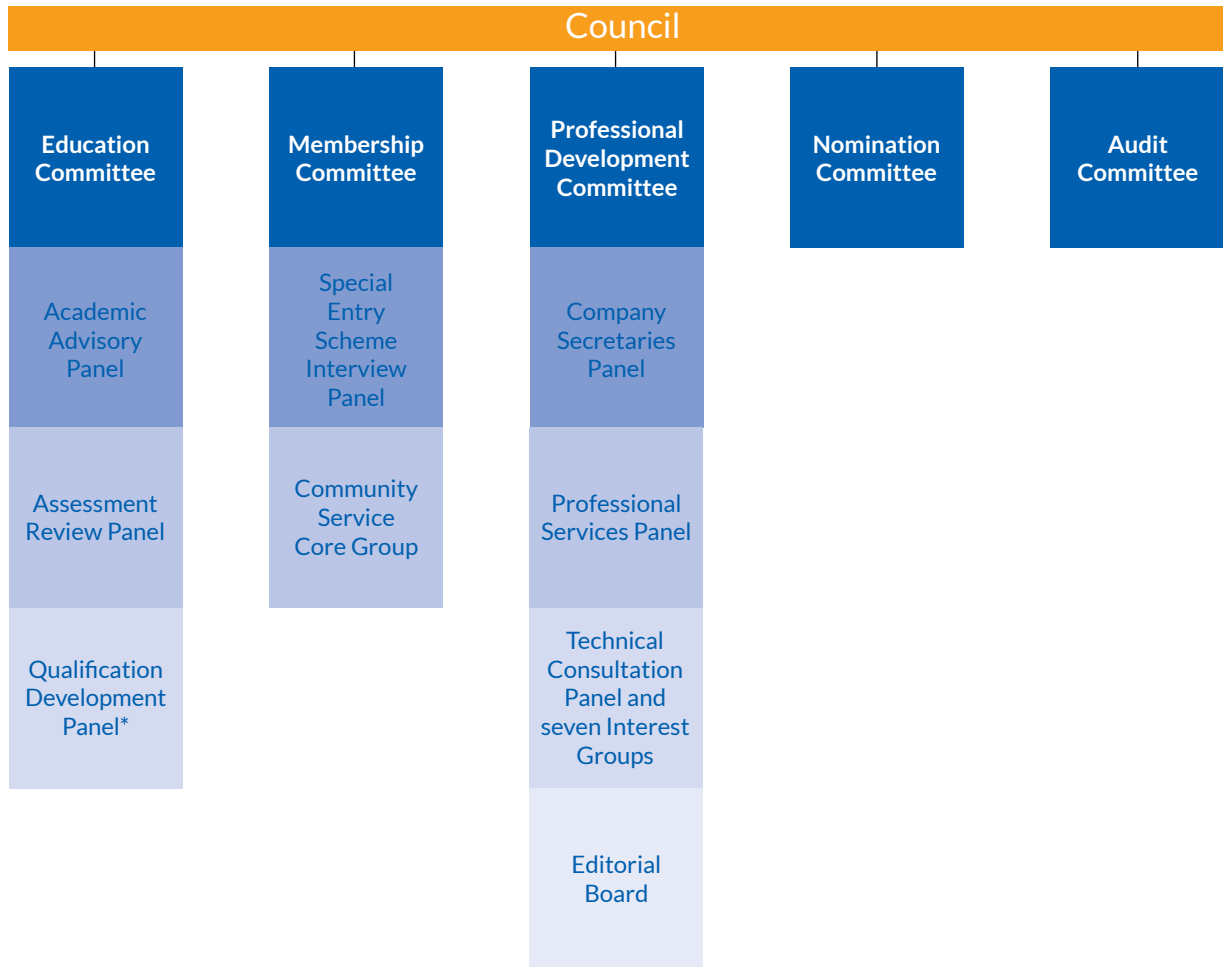 Council
Education
Committee
Membership
Committee
Professional
Development
Committee
Nomination
Committee
Audit
Committee
Academic
Advisory
Panel
Special
Entry
Scheme
Interview
Panel
Company
Secretaries
Panel
Assessment
Review Panel
Community
Service
Core Group
Professional
Services Panel
Qualification
Development
Panel*
Technical
Consultation
Panel and
seven Interest
Groups
Editorial
Board